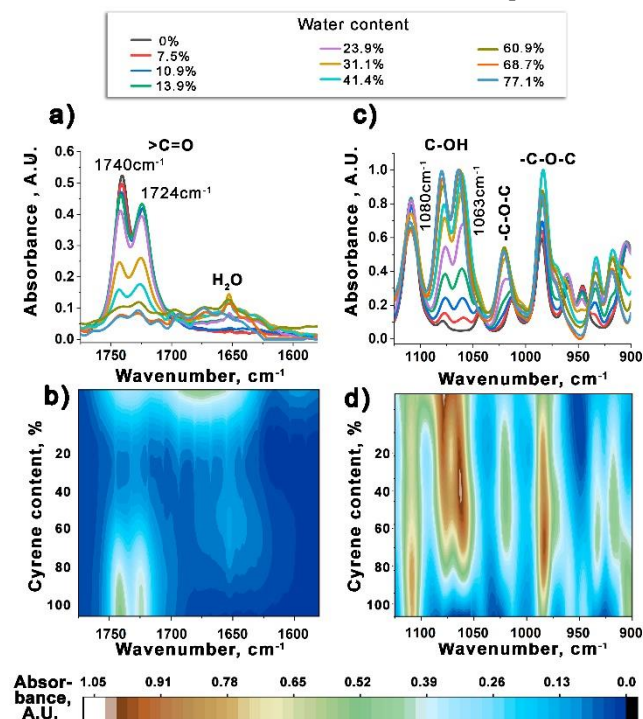 Water content
0%
7.5%
10.9%
13.9%
23.9%
31.1%
41.4%
60.9%
68.7%
77.1%
a)
>C=O
1740cm-1
1724cm-1
H2O
Absorbance , A.U.
0.6
0.5
0.4
0.3
0.2
0.1
0.0
1750 1700 1650 1600
Wavenumber, cm-1
c)
C-OH
-C-O-C
1080cm-1
1063cm-1
-C-O-C
Absorbance, A.U.
1.0
0.8
0.6
0.4
0.2
0.0
1100 1050 1000 950 900
Wavenumber, cm-1
b)
Cyrene content, %
20
40
60
80
100
1750 1700 1650 1600
Wavenumber, cm-1
d)
Cyrene content, %
20
40
60
80
100
1100 1050 1000 950 900
Wavenumber, cm-1
Absor-
bance,
A.U.
1.05 0.91 0.78 0.65 0.52 0.39 0.26 0.13 0.0